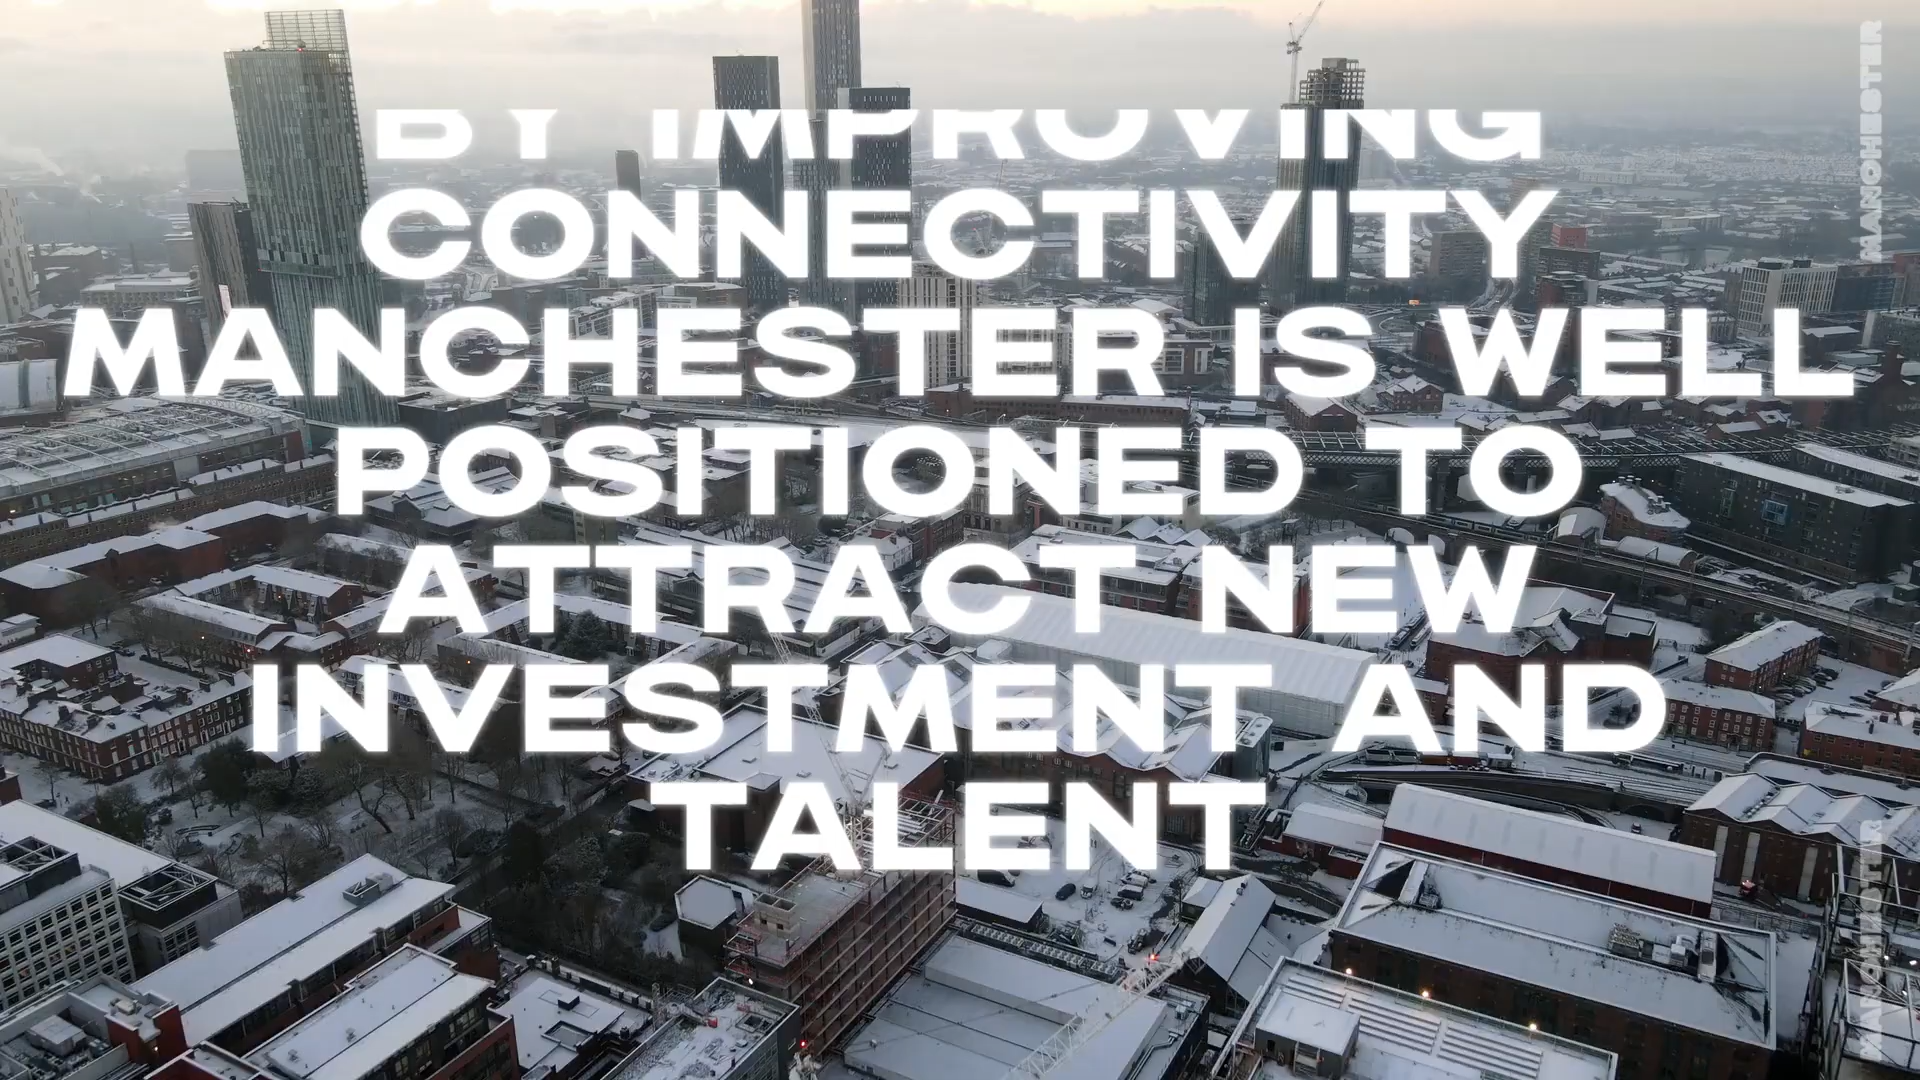 BY IMPROVING
CONNECTIVITY
MANCHESTER IS WELL
POSITIONED TO
ATTRACT NEW
INVESTMENT AND
TALENT
MANCHESTER
MANCHESTER